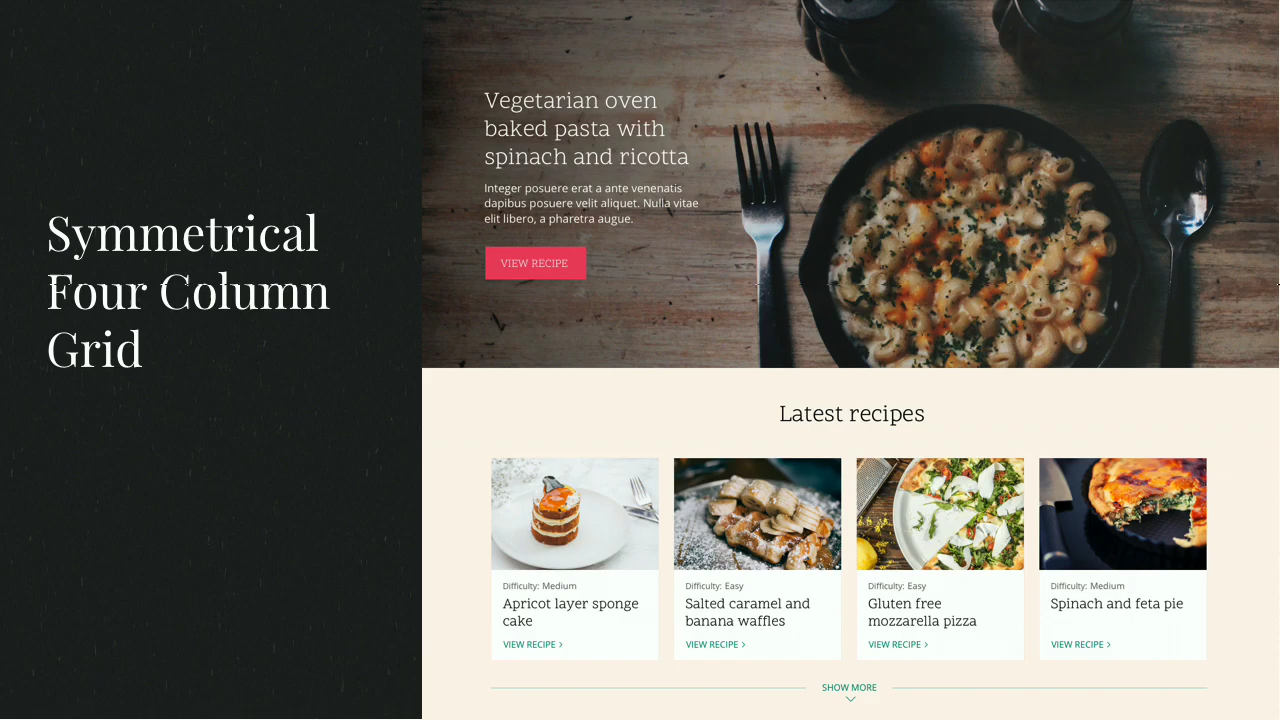 Symmetrical
Four Column
Grid
Vegetarian oven
baked pasta with
spinach and ricotta
Integer posuere erat a ante venenatis
dapibus posuere velit aliquet. Nulla vitae
elit libero, a pharetra augue.
VIEW RECIPE
Latest recipes
Difficulty: Medium
Apricot layer sponge
cake
VIEW RECIPE >
Difficulty: Easy
Salted caramel and
banana waffles
VIEW RECIPE >
Difficulty: Easy
Gluten free
mozzarella pizza
VIEW RECIPE >
Difficulty: Medium
Spinach and feta pie
VIEW RECIPE >
SHOW MORE